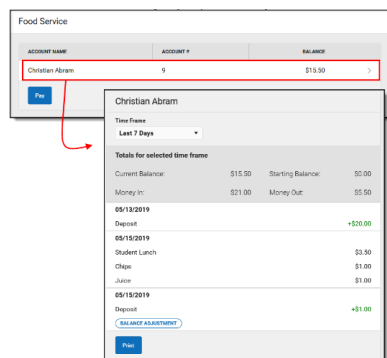 Food Service
ACCOUNT NAME ACCOUNT # BALANCE
Christian Abram 9 $15.50
Pay
Christian Abram
Time Frame
Last 7 Days
Totals for selected time frame
Current Balance: $15.50 Starting Balance: $0.00
Money In: $21.00 Money Out: $5.50
05/13/2019
Deposit +$20.00
05/15/2019
Student Lunch $3.50
Chips $1.00
Juice $1.00
05/15/2019
Deposit +$1.00
BALANCE ADJUSTMENT
Print